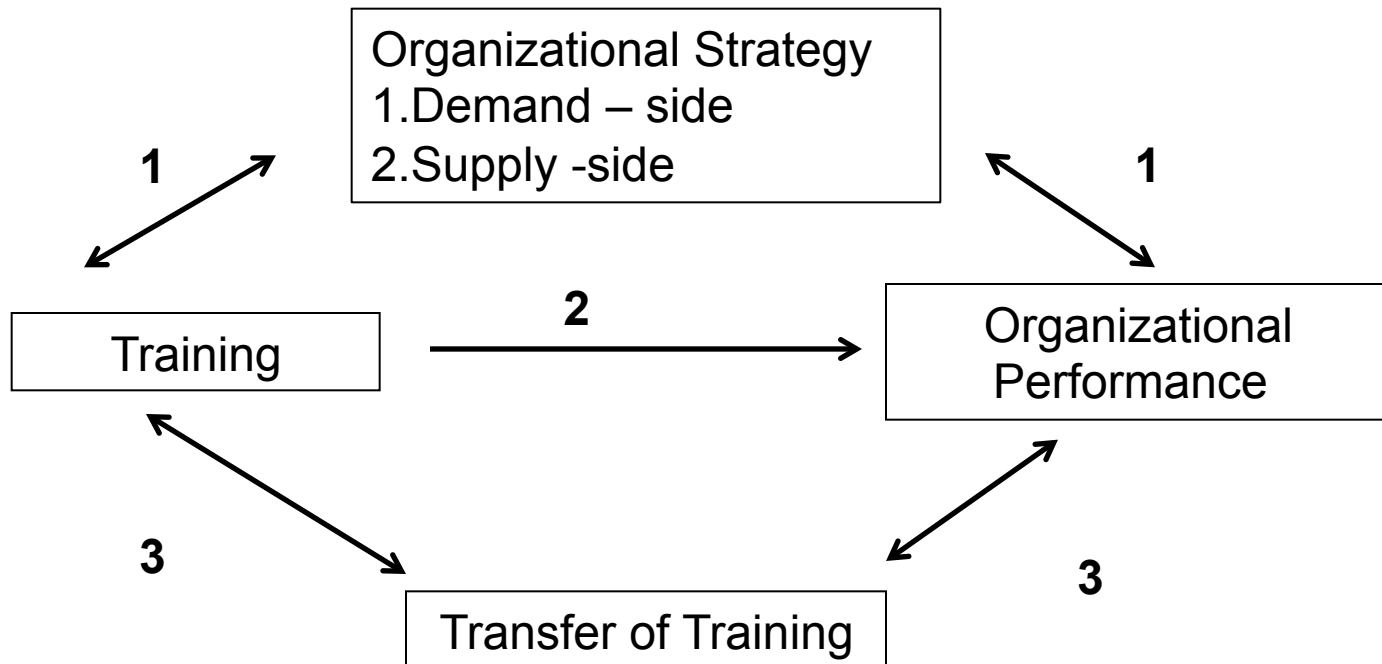 Organizational Strategy
1.Demand – side
2.Supply -side
1
1
2
Training
Organizational
Performance
3
3
Transfer of Training